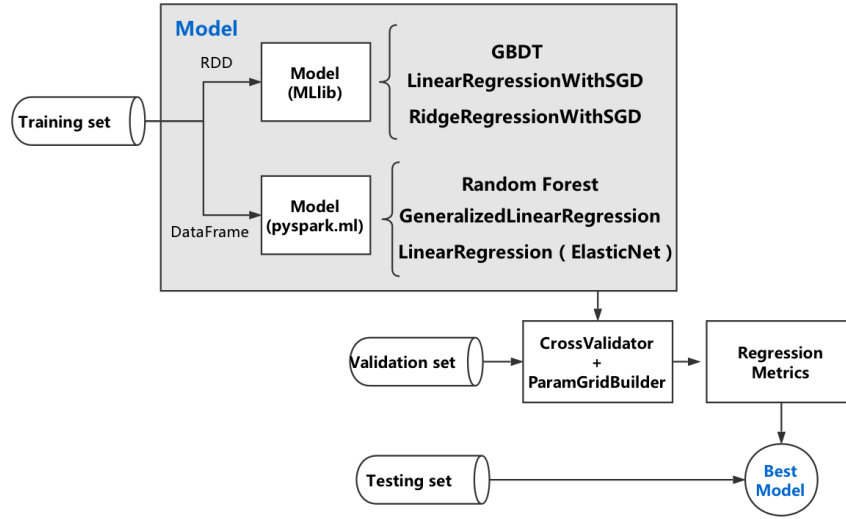 Model
RDD
Model
(MLlib)
GBDT
LinearRegressionWithSGD
RidgeRegressionWithSGD
Training set
DataFrame
Model
(pyspark.ml)
Random Forest
GeneralizedLinearRegression
LinearRegression ( ElasticNet )
Validation set
CrossValidator
+
ParamGridBuilder
Regression
Metrics
Testing set
Best
Model